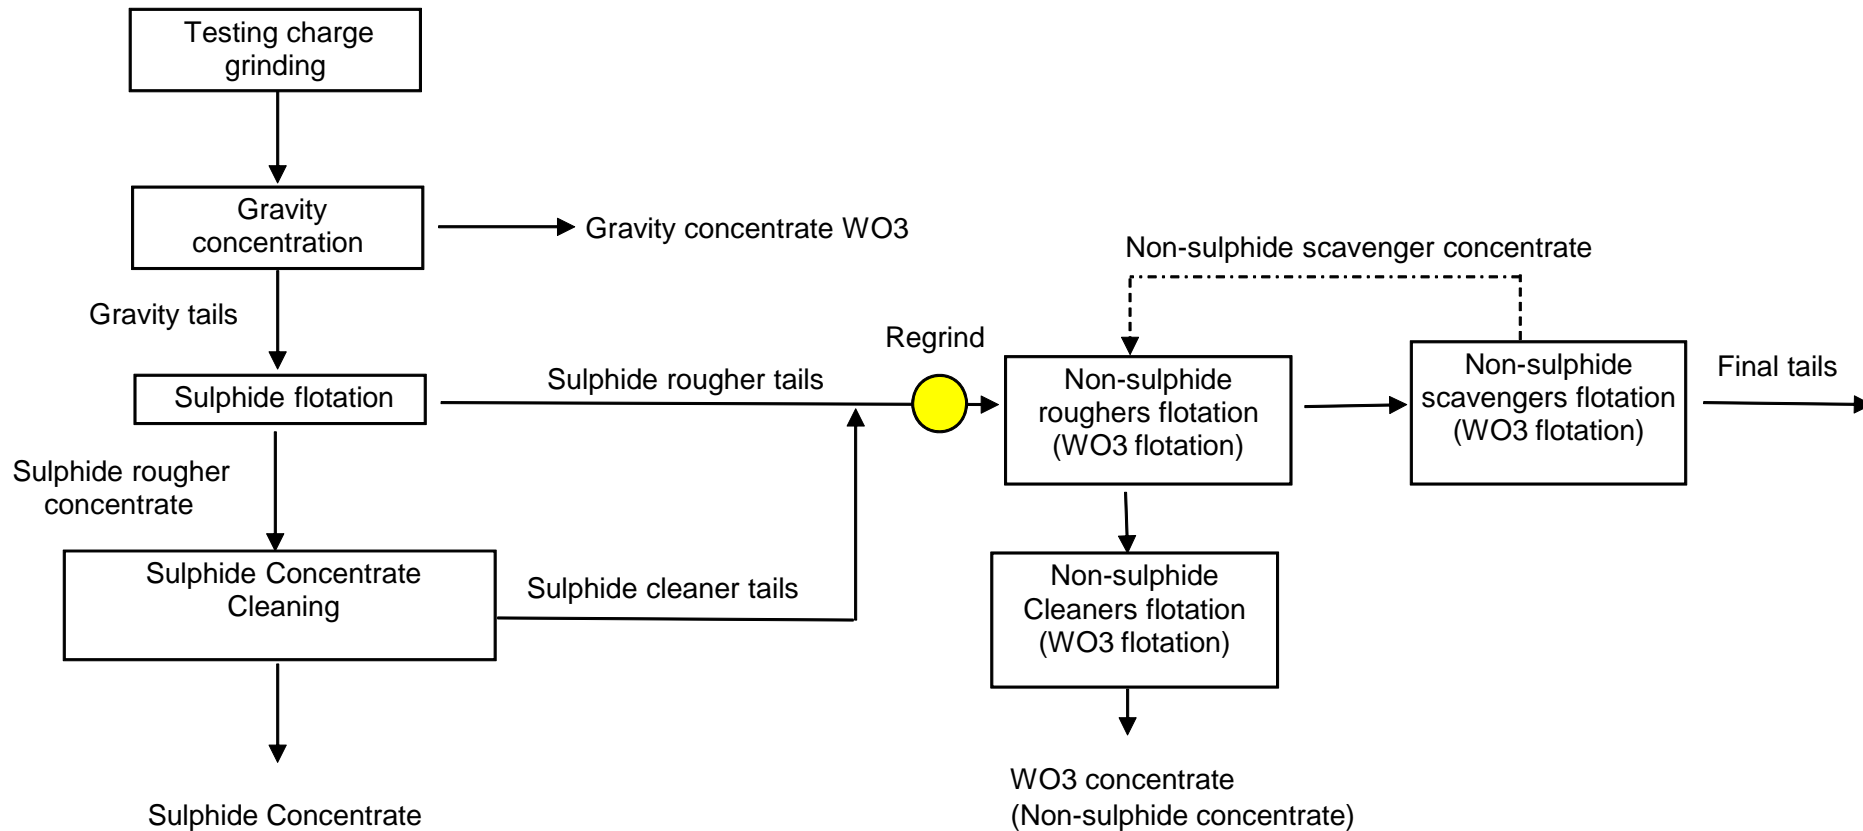 Testing charge
grinding
Gravity
concentration
Gravity concentrate WO3
Gravity tails
Sulphide flotation
Sulphide rougher tails
Sulphide rougher
concentrate
Sulphide Concentrate
Cleaning
Sulphide cleaner tails
Sulphide Concentrate
Regrind
Non-sulphide scavenger concentrate
Non-sulphide
roughers flotation
(WO3 flotation)
Non-sulphide
scavengers flotation
(WO3 flotation)
Final tails
Non-sulphide
Cleaners flotation
(WO3 flotation)
WO3 concentrate
(Non-sulphide concentrate)